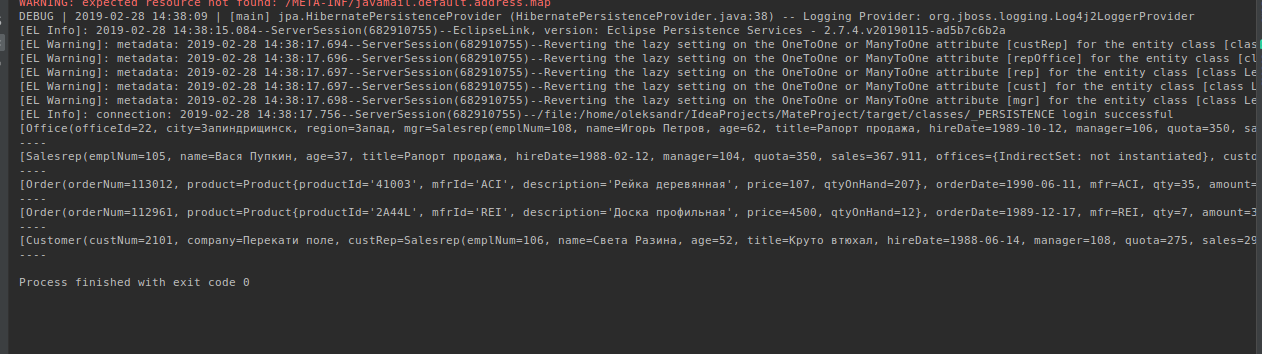 WARNING: expected resource not found: /META-INF/javamail.default.address.map
DEBUG | 2019-02-28 14:38:09 | [main] jpa.HibernatePersistenceProvider (HibernatePersistenceProvider.java:38) -- Logging Provider: org.jboss.logging.Log4j2LoggerProvider
[EL Info]: 2019-02-28 14:38:15.084--ServerSession(682910755)--EclipseLink, version: Eclipse Persistence Services - 2.7.4.v20190115-ad5b7c6b2a
[EL Warning]: metadata: 2019-02-28 14:38:17.694--ServerSession(682910755)--Reverting the lazy setting on the OneToOne or ManyToOne attribute [custRep] for the entity class [clas
[EL Warning]: metadata: 2019-02-28 14:38:17.696--ServerSession(682910755)--Reverting the lazy setting on the OneToOne or ManyToOne attribute [repOffice] for the entity class [cl
[EL Warning]: metadata: 2019-02-28 14:38:17.697--ServerSession(682910755)--Reverting the lazy setting on the OneToOne or ManyToOne attribute [rep] for the entity class [class Le
[EL Warning]: metadata: 2019-02-28 14:38:17.697--ServerSession(682910755)--Reverting the lazy setting on the OneToOne or ManyToOne attribute [cust] for the entity class [class L
[EL Warning]: metadata: 2019-02-28 14:38:17.698--ServerSession(682910755)--Reverting the lazy setting on the OneToOne or ManyToOne attribute [mgr] for the entity class [class Le
[EL Info]: connection: 2019-02-28 14:38:17.756--ServerSession(682910755)--/file:/home/oleksandr/IdeaProjects/MateProject/target/classes/_PERSISTENCE login successful
[Office(officeId=22, city=Запиндрищинск, region=Запад, mgr=Salesrep(emplNum=108, name=Игорь Петров, age=62, title=Рапорт продажа, hireDate=1989-10-12, manager=106, quota=350, sa
----
[Salesrep(emplNum=105, name=Вася Пупкин, age=37, title=Рапорт продажа, hireDate=1988-02-12, manager=104, quota=350, sales=367.911, offices={IndirectSet: not instantiated}, custo
----
[Order(orderNum=113012, product=Product{productId='41003', mfrId='ACI', description='Рейка деревянная', price=107, qtyOnHand=207}, orderDate=1990-06-11, mfr=ACI, qty=35, amount=
----
[Order(orderNum=112961, product=Product{productId='2A44L', mfrId='REI', description='Доска профильная', price=4500, qtyOnHand=12}, orderDate=1989-12-17, mfr=REI, qty=7, amount=3
----
[Customer(custNum=2101, company=Перекати поле, custRep=Salesrep(emplNum=106, name=Света Разина, age=52, title=Круто втюхал, hireDate=1988-06-14, manager=108, quota=275, sales=29
----
Process finished with exit code 0